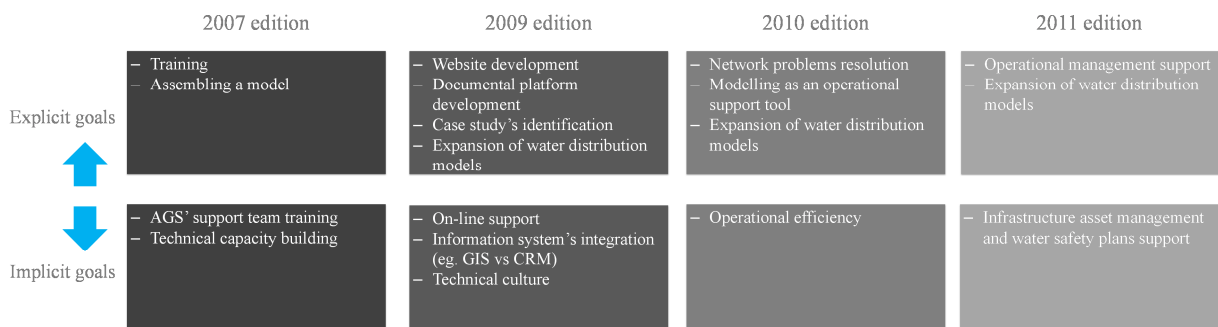 2007 edition
2009 edition
2010 edition
2011 edition
Explicit goals
– Training
– Assembling a model
– Website development
– Documental platform
development
– Case study's identification
– Expansion of water distribution
models
– Network problems resolution
– Modelling as an operational
support tool
– Expansion of water distribution
models
– Operational management support
– Expansion of water distribution
models
Implicit goals
– AGS' support team training
– Technical capacity building
– On-line support
– Information system's integration
(eg. GIS vs CRM)
– Technical culture
– Operational efficiency
– Infrastructure asset management
and water safety plans support